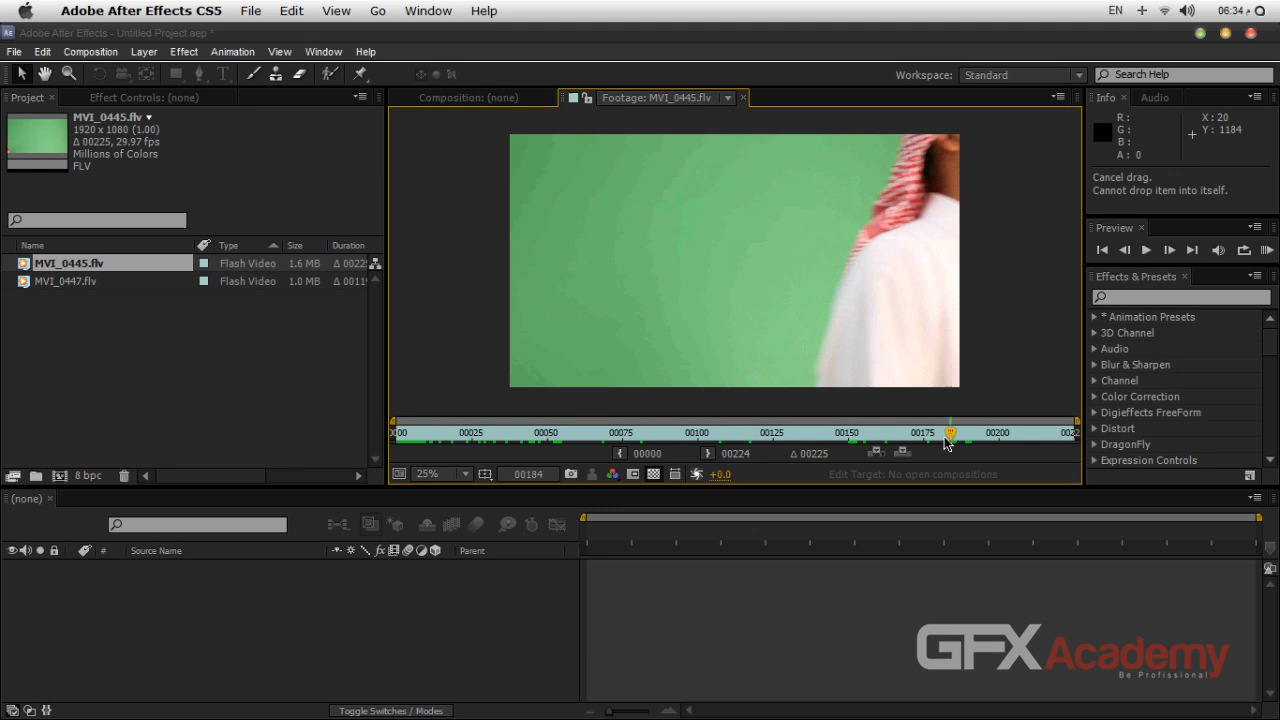 Adobe After Effects CS5 File Edit View Go Window Help EN 06:34 م
Adobe After Effects - Untitled Project.aep *
File Edit Composition Layer Effect Animation View Window Help
Workspace: Standard Search Help
Project Effect Controls: (none) Composition: (none) Footage: MVI_0445.flv Info Audio
MVI_0445.flv
1920 x 1080 (1.00)
Δ 00225, 29.97 fps
Millions of Colors
FLV
R: X: 20
G: Y: 1184
B:
A: 0
Cancel drag.
Cannot drop item into itself.
Preview
Name Type Size Duration
MVI_0445.flv Flash Video 1.6 MB
MVI_0447.flv Flash Video 1.0 MB
Effects & Presets
* Animation Presets
3D Channel
Audio
Blur & Sharpen
Channel
Color Correction
Digieffects FreeForm
Distort
DragonFly
Expression Controls
00025 00050 00075 00100 00125 00150 00175 00200
{ 00000 } 00224 Δ 00225
8 bpc 25% 00184 +0.0 Edit Target: No open compositions
(none)
# Source Name fx Parent
GFX Academy
Be Profissional
Toggle Switches / Modes